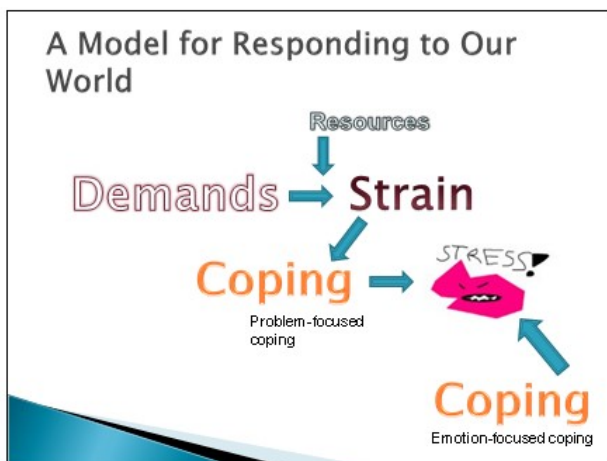 A Model for Responding to Our
World
Resources
Demands
Strain
Coping
Problem-focused
coping
STRESS!
Coping
Emotion-focused coping